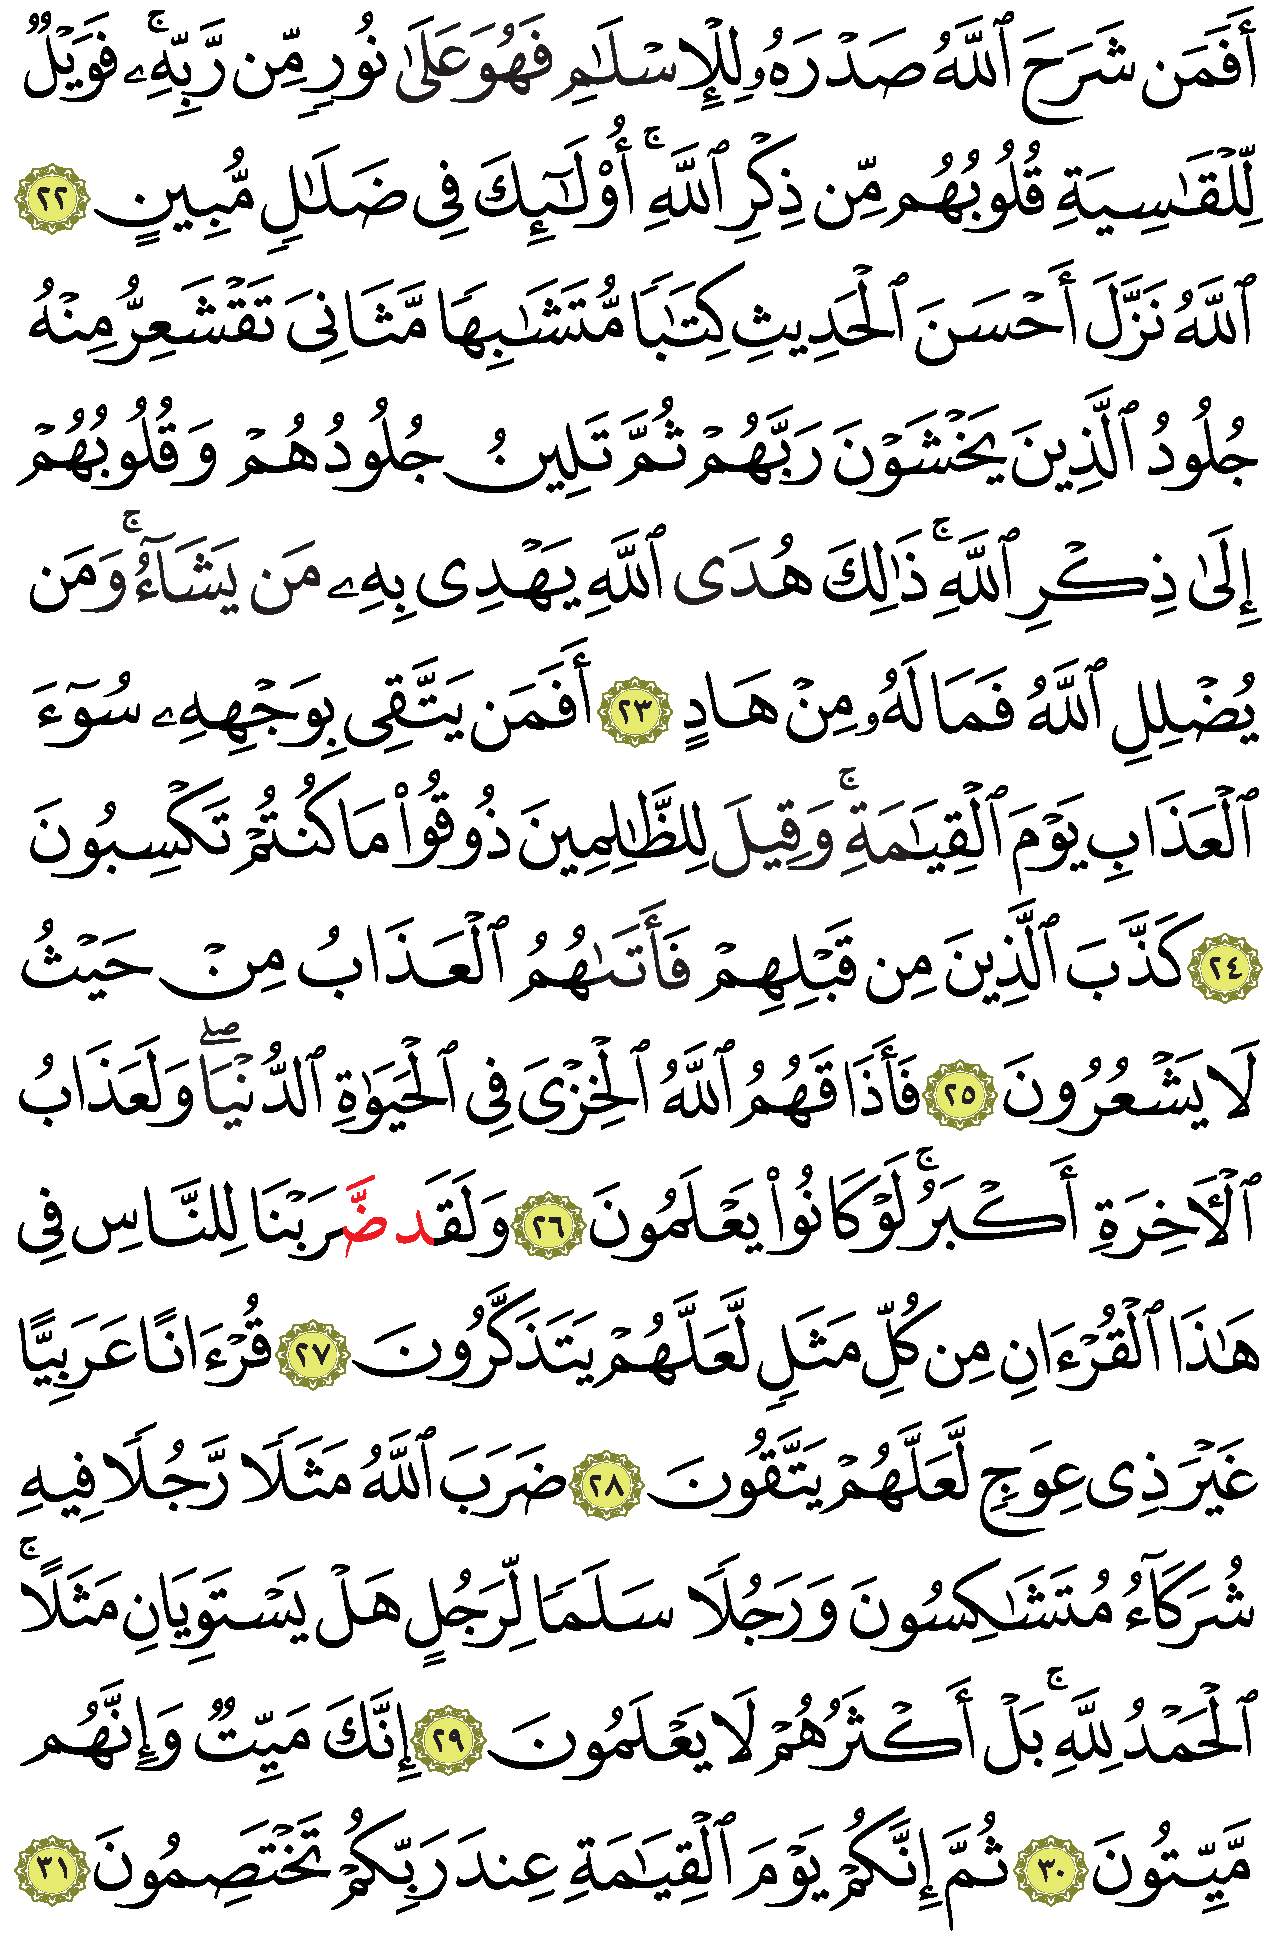 أَفَمَن شَرَحَ ٱللَّهُ صَدْرَهُۥ لِلْإِسْلَـٰمِ فَهُوَ عَلَىٰ نُورٍ مِّن رَّبِّهِۦ ۚ فَوَيْلٌ
لِّلْقَـٰسِيَةِ قُلُوبُهُم مِّن ذِكْرِ ٱللَّهِ ۚ أُو۟لَـٰٓئِكَ فِى ضَلَـٰلٍ مُّبِينٍ ٢٢
ٱللَّهُ نَزَّلَ أَحْسَنَ ٱلْحَدِيثِ كِتَـٰبًا مُّتَشَـٰبِهًا مَّثَانِىَ تَقْشَعِرُّ مِنْهُ
جُلُودُ ٱلَّذِينَ يَخْشَوْنَ رَبَّهُمْ ثُمَّ تَلِينُ جُلُودُهُمْ وَقُلُوبُهُمْ
إِلَىٰ ذِكْرِ ٱللَّهِ ۚ ذَٰلِكَ هُدَى ٱللَّهِ يَهْدِى بِهِۦ مَن يَشَآءُ ۚ وَمَن
يُضْلِلِ ٱللَّهُ فَمَا لَهُۥ مِنْ هَادٍ ٢٣ أَفَمَن يَتَّقِى بِوَجْهِهِۦ سُوٓءَ
ٱلْعَذَابِ يَوْمَ ٱلْقِيَـٰمَةِ ۚ وَقِيلَ لِلظَّـٰلِمِينَ ذُوقُوا۟ مَا كُنتُمْ تَكْسِبُونَ
٢٤ كَذَّبَ ٱلَّذِينَ مِن قَبْلِهِمْ فَأَتَىٰهُمُ ٱلْعَذَابُ مِنْ حَيْثُ
لَا يَشْعُرُونَ ٢٥ فَأَذَاقَهُمُ ٱللَّهُ ٱلْخِزْىَ فِى ٱلْحَيَوٰةِ ٱلدُّنْيَا ۖ وَلَعَذَابُ
ٱلْـَٔاخِرَةِ أَكْبَرُ ۚ لَوْ كَانُوا۟ يَعْلَمُونَ ٢٦ وَلَقَد ضَّرَبْنَا لِلنَّاسِ فِى
هَـٰذَا ٱلْقُرْءَانِ مِن كُلِّ مَثَلٍ لَّعَلَّهُمْ يَتَذَكَّرُونَ ٢٧ قُرْءَانًا عَرَبِيًّا
غَيْرَ ذِى عِوَجٍ لَّعَلَّهُمْ يَتَّقُونَ ٢٨ ضَرَبَ ٱللَّهُ مَثَلًا رَّجُلًا فِيهِ
شُرَكَآءُ مُتَشَـٰكِسُونَ وَرَجُلًا سَلَمًا لِّرَجُلٍ هَلْ يَسْتَوِيَانِ مَثَلًا ۚ
ٱلْحَمْدُ لِلَّهِ ۚ بَلْ أَكْثَرُهُمْ لَا يَعْلَمُونَ ٢٩ إِنَّكَ مَيِّتٌ وَإِنَّهُم
مَّيِّتُونَ ٣٠ ثُمَّ إِنَّكُمْ يَوْمَ ٱلْقِيَـٰمَةِ عِندَ رَبِّكُمْ تَخْتَصِمُونَ ٣١